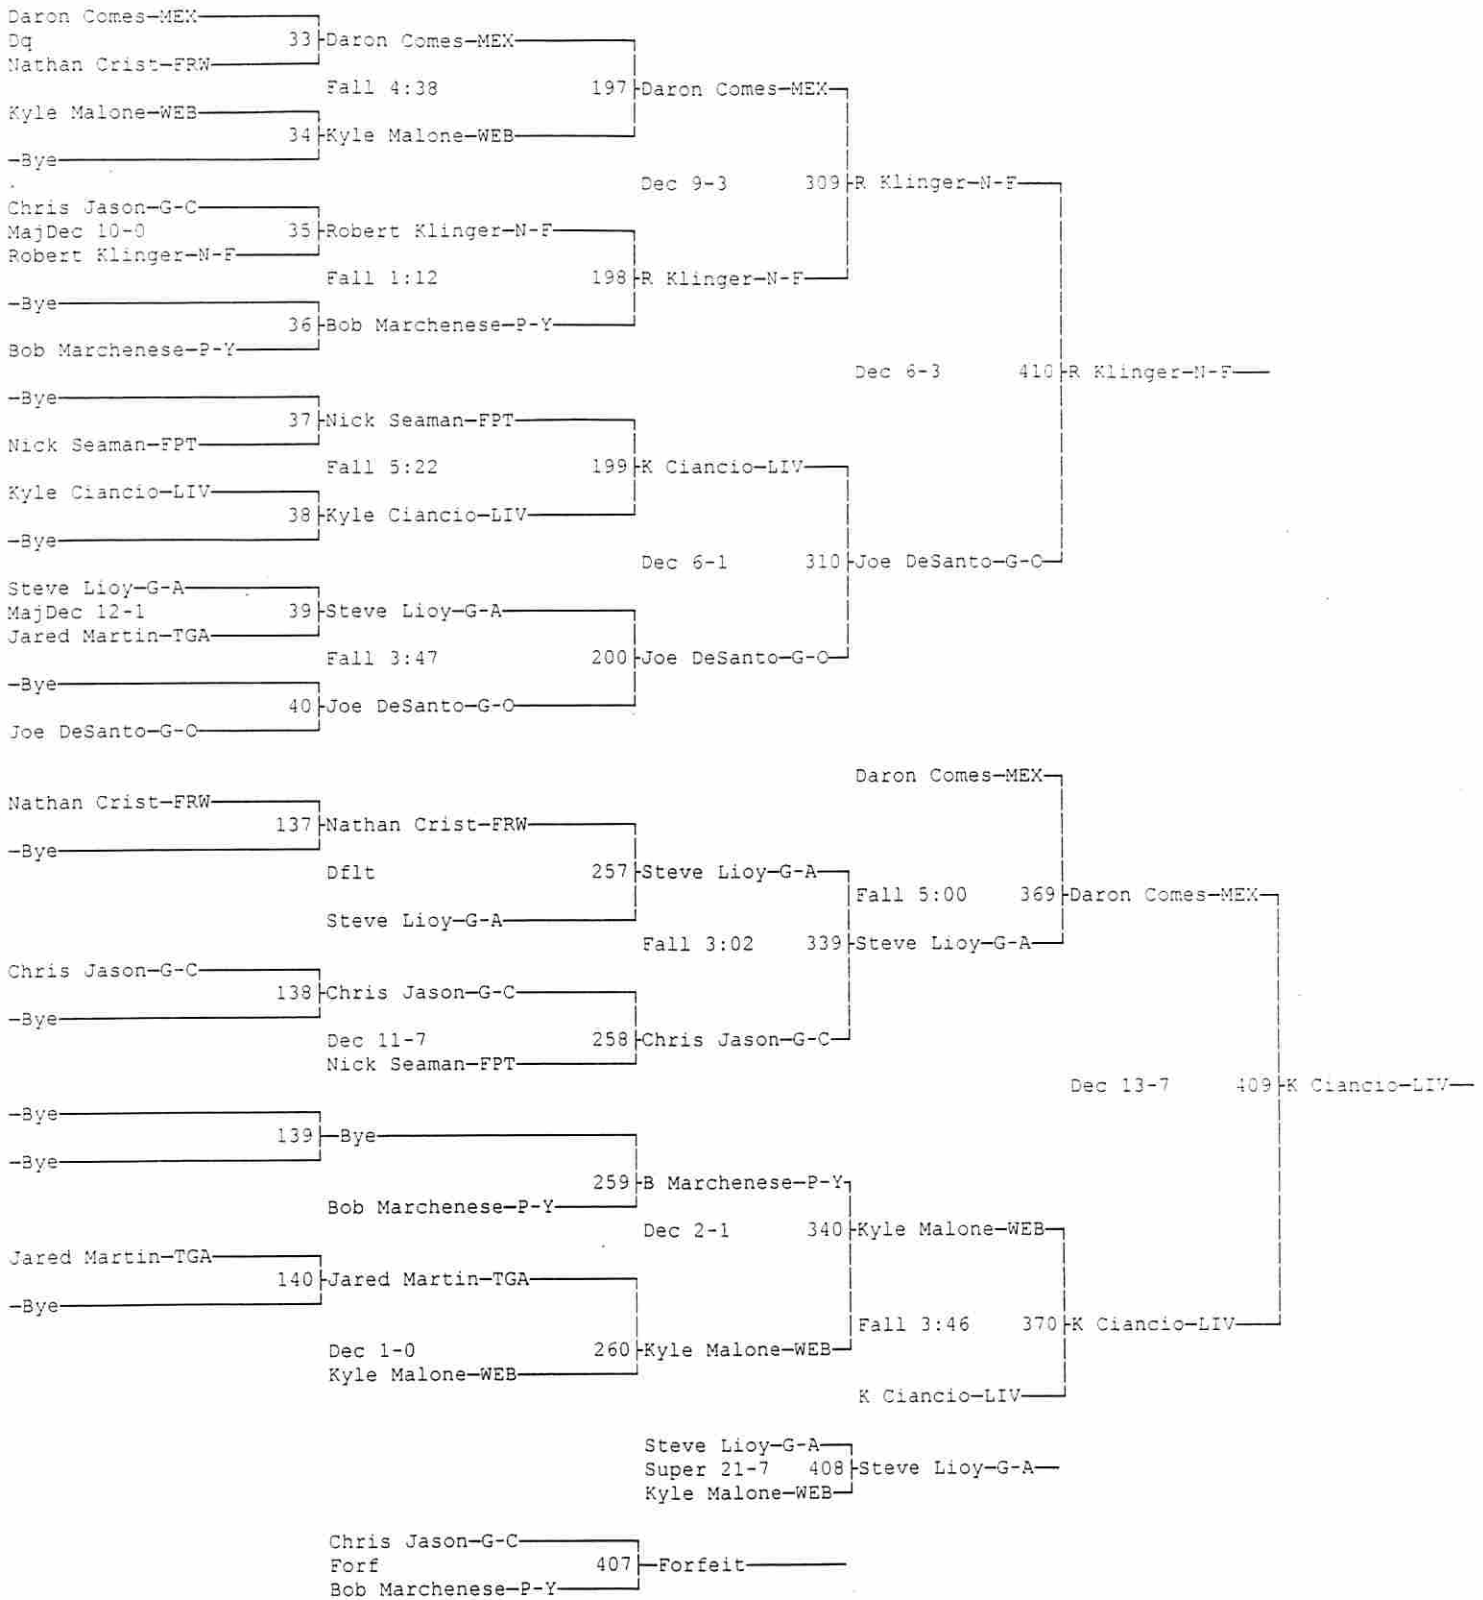 Daron Comes-MEX
Dq 33 Daron Comes-MEX
Nathan Crist-FRW
Fall 4:38 197 Daron Comes-MEX
Kyle Malone-WEB
34 Kyle Malone-WEB
-Bye
Dec 9-3 309 R Klinger-N-F
Chris Jason-G-C
MajDec 10-0 35 Robert Klinger-N-F
Robert Klinger-N-F
Fall 1:12 198 R Klinger-N-F
-Bye
36 Bob Marchenese-P-Y
Bob Marchenese-P-Y
Dec 6-3 410 R Klinger-N-F
-Bye
37 Nick Seaman-FPT
Nick Seaman-FPT
Fall 5:22 199 K Ciancio-LIV
Kyle Ciancio-LIV
38 Kyle Ciancio-LIV
-Bye
Dec 6-1 310 Joe DeSanto-G-O
Steve Lioy-G-A
MajDec 12-1 39 Steve Lioy-G-A
Jared Martin-TGA
Fall 3:47 200 Joe DeSanto-G-O
-Bye
40 Joe DeSanto-G-O
Joe DeSanto-G-O
Daron Comes-MEX
Nathan Crist-FRW
137 Nathan Crist-FRW
-Bye
Dflt 257 Steve Lioy-G-A
Fall 5:00 369 Daron Comes-MEX
Steve Lioy-G-A
Fall 3:02 339 Steve Lioy-G-A
Chris Jason-G-C
138 Chris Jason-G-C
-Bye
Dec 11-7 258 Chris Jason-G-C
Nick Seaman-FPT
Dec 13-7 409 K Ciancio-LIV
-Bye
139 -Bye
-Bye
259 B Marchenese-P-Y
Bob Marchenese-P-Y
Dec 2-1 340 Kyle Malone-WEB
Jared Martin-TGA
140 Jared Martin-TGA
-Bye
Fall 3:46 370 K Ciancio-LIV
Dec 1-0 260 Kyle Malone-WEB
Kyle Malone-WEB
K Ciancio-LIV
Steve Lioy-G-A
Super 21-7 408 Steve Lioy-G-A
Kyle Malone-WEB
Chris Jason-G-C
Forf 407 -Forfeit
Bob Marchenese-P-Y